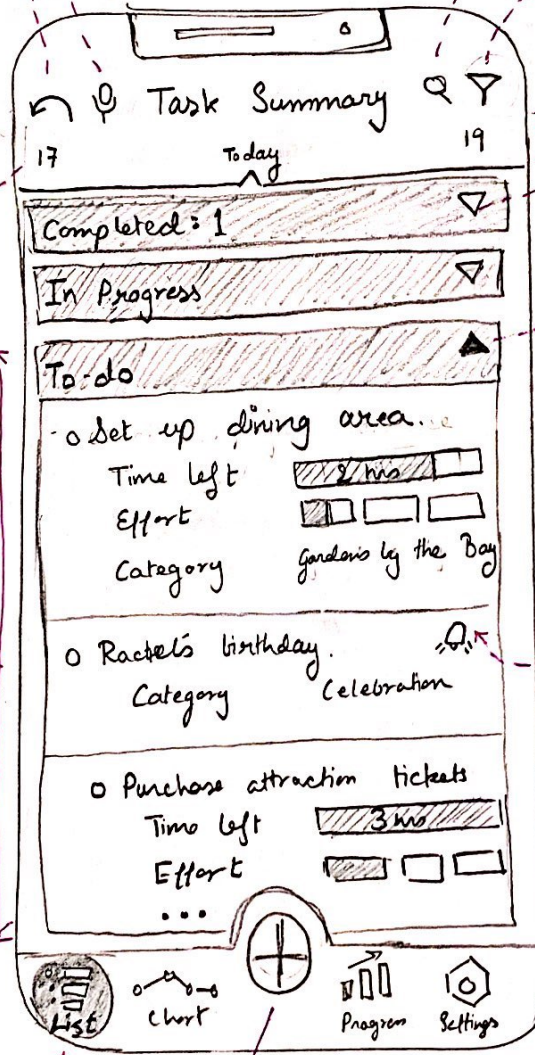 Task Summary
17 Today 19
Completed: 1
In Progress
To-do
Set up dining area.
Time left 2 hrs
Effort
Category Gardens by the Bay
Rachel's birthday.
Category Celebration
Purchase attraction tickets
Time left 3 hrs
Effort
...
List Chart Progress Settings